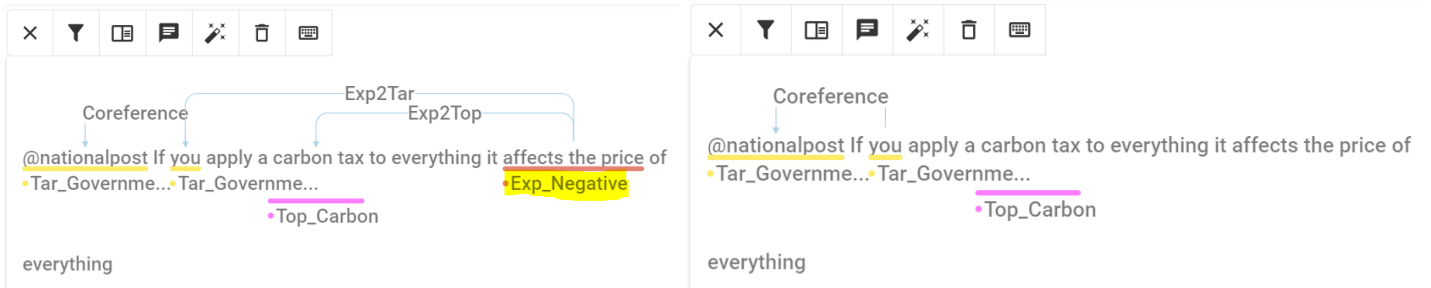 Exp2Tar
Coreference Exp2Top
@nationalpost If you apply a carbon tax to everything it affects the price of
Tar_Governme... Tar_Governme... Exp_Negative
Top_Carbon
everything
Coreference
@nationalpost If you apply a carbon tax to everything it affects the price of
Tar_Governme... Tar_Governme...
Top_Carbon
everything